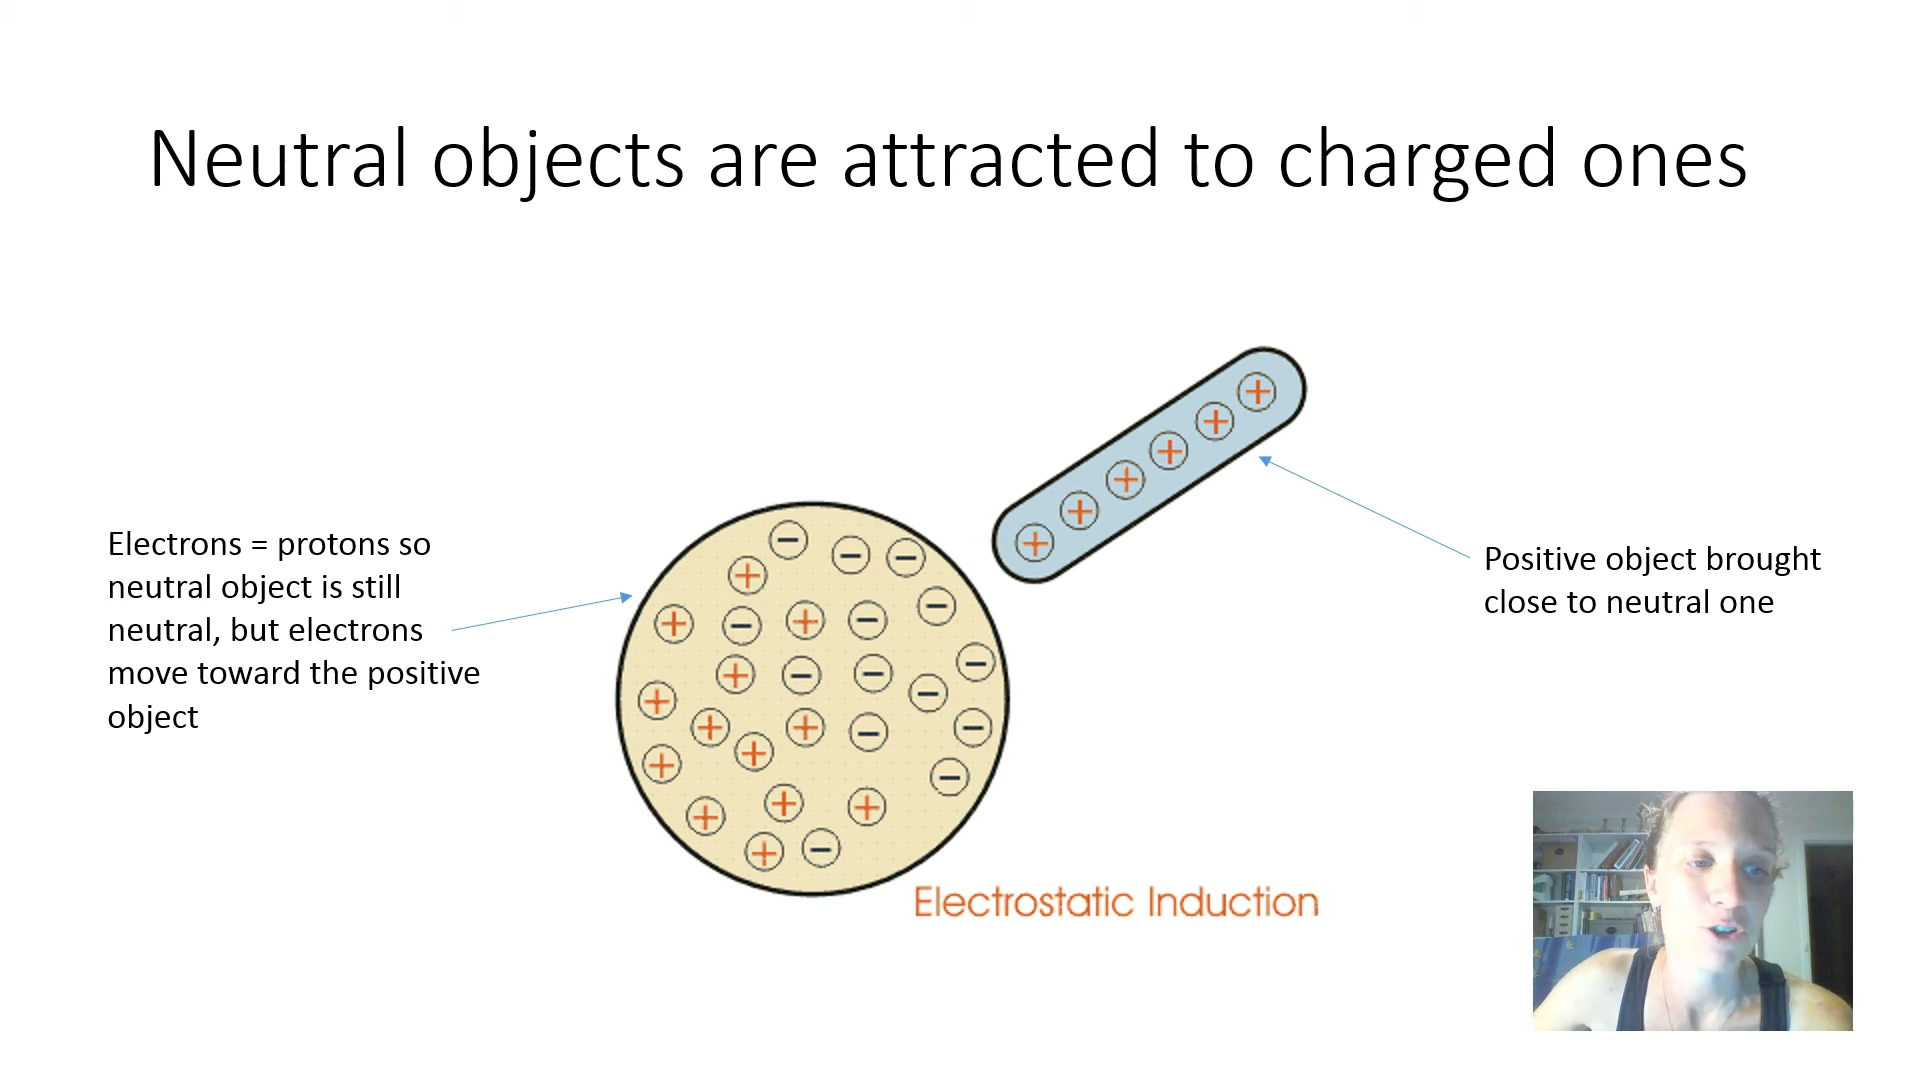 Neutral objects are attracted to charged ones
Electrons = protons so
neutral object is still
neutral, but electrons
move toward the positive
object
Positive object brought
close to neutral one
Electrostatic Induction